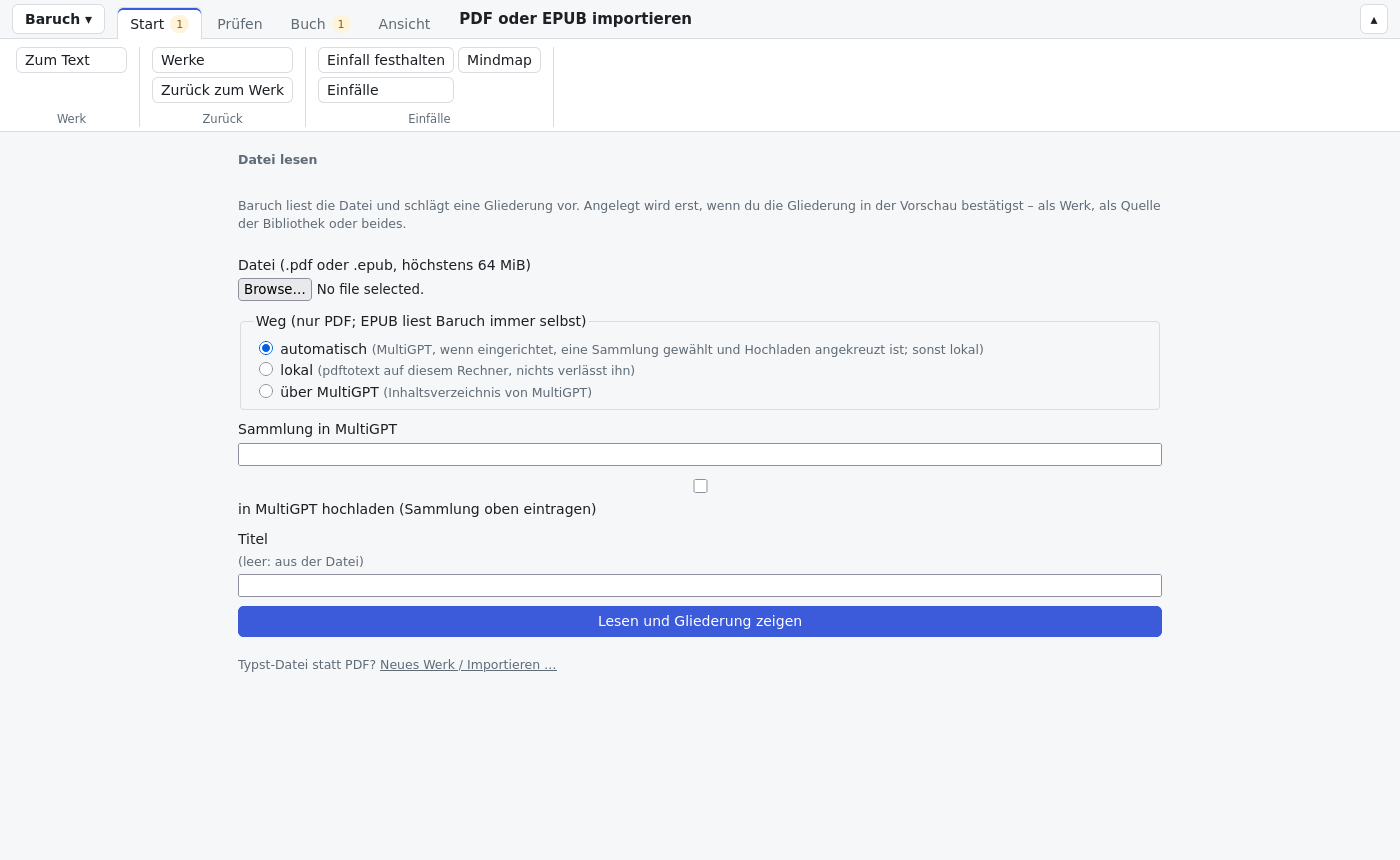 Baruch ▾
Start 1
Prüfen
Buch 1
Ansicht
PDF oder EPUB importieren
▴
Zum Text
Werk
Werke
Zurück zum Werk
Zurück
Einfall festhalten
Mindmap
Einfälle
Einfälle
Datei lesen
Baruch liest die Datei und schlägt eine Gliederung vor. Angelegt wird erst, wenn du die Gliederung in der Vorschau bestätigst – als Werk, als Quelle
der Bibliothek oder beides.
Datei (.pdf oder .epub, höchstens 64 MiB)
Browse... No file selected.
Weg (nur PDF; EPUB liest Baruch immer selbst)
automatisch (MultiGPT, wenn eingerichtet, eine Sammlung gewählt und Hochladen angekreuzt ist; sonst lokal)
lokal (pdftotext auf diesem Rechner, nichts verlässt ihn)
über MultiGPT (Inhaltsverzeichnis von MultiGPT)
Sammlung in MultiGPT
in MultiGPT hochladen (Sammlung oben eintragen)
Titel
(leer: aus der Datei)
Lesen und Gliederung zeigen
Typst-Datei statt PDF? Neues Werk / Importieren ...